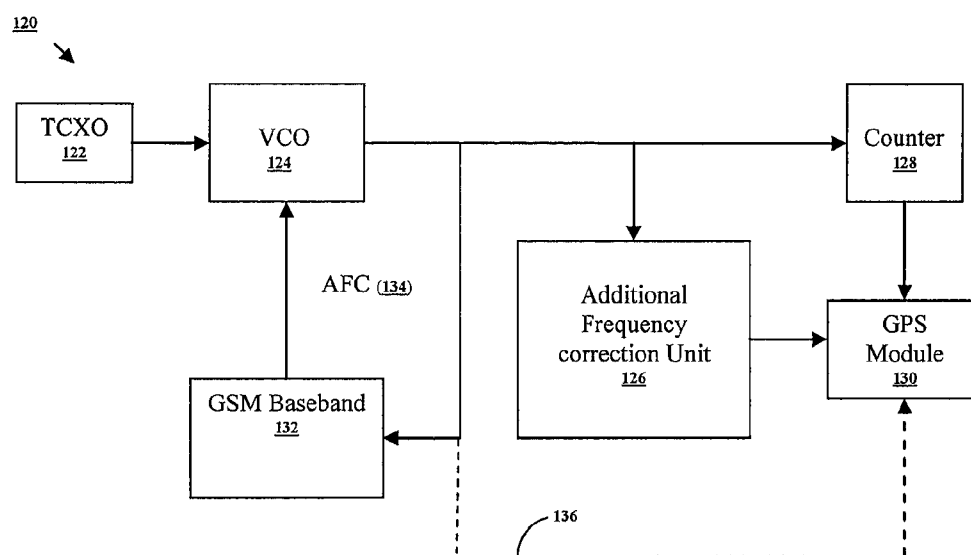 120
TCXO
122
VCO
124
Counter
128
AFC (134)
Additional
Frequency
correction Unit
126
GPS
Module
130
GSM Baseband
132
136